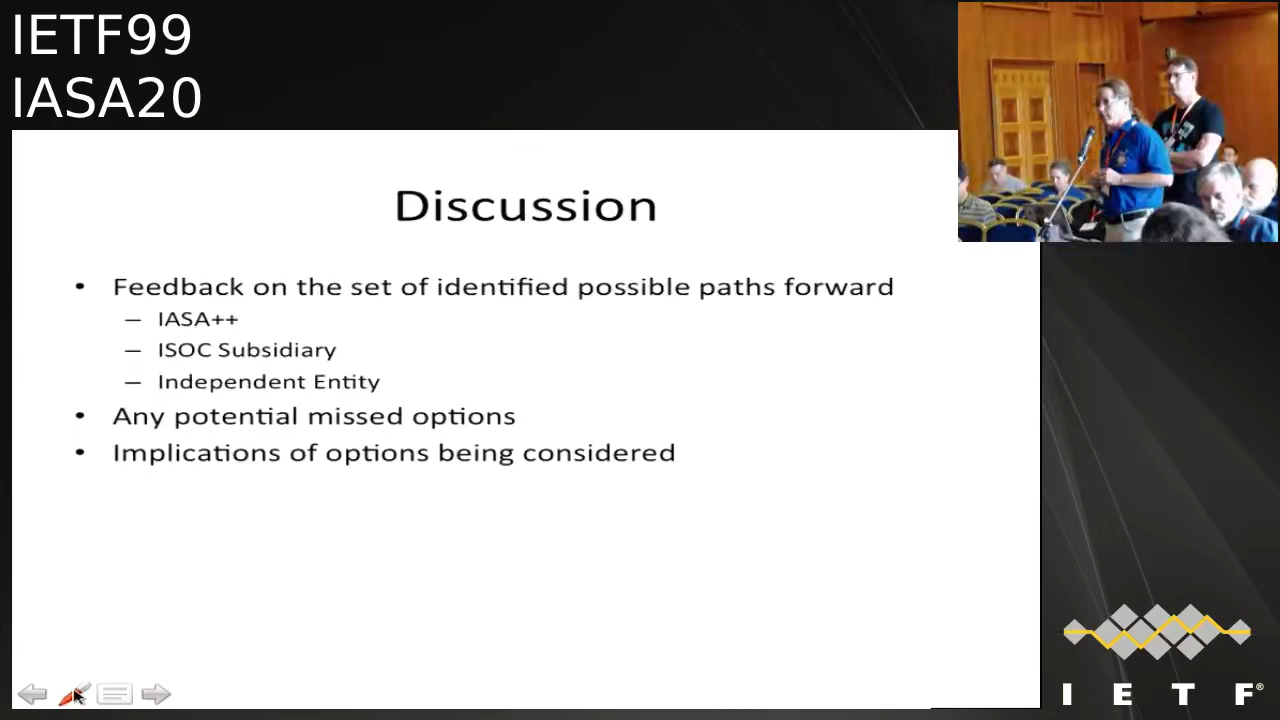 IETF99
IASA20
Discussion
• Feedback on the set of identified possible paths forward
– IASA++
– ISOC Subsidiary
– Independent Entity
• Any potential missed options
• Implications of options being considered
I E T F®